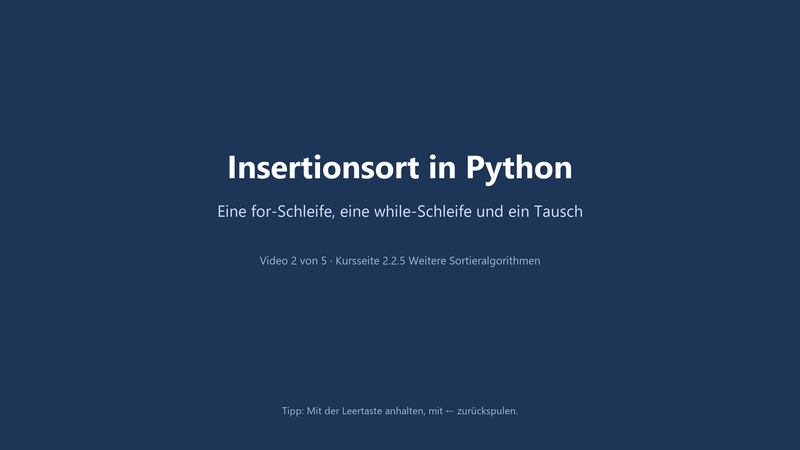 Insertionsort in Python
Eine for-Schleife, eine while-Schleife und ein Tausch
Video 2 von 5 · Kursseite 2.2.5 Weitere Sortieralgorithmen
Tipp: Mit der Leertaste anhalten, mit ← zurückspulen.